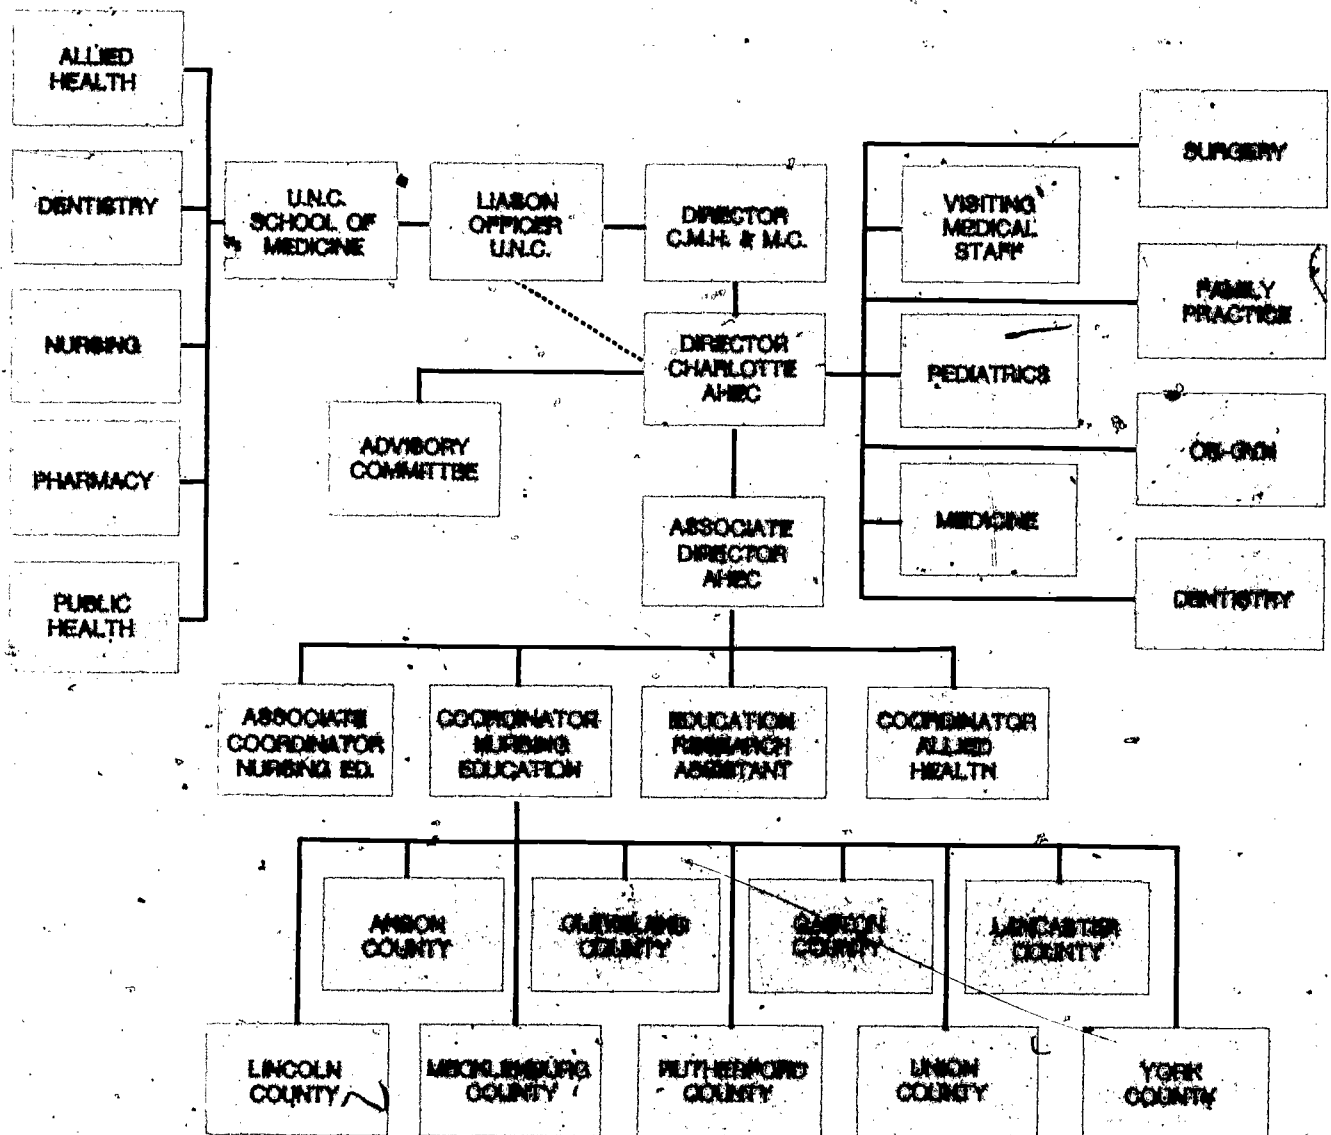 ALLIED
HEALTH
DENTISTRY
NURSING
PHARMACY
PUBLIC
HEALTH
U.N.C.
SCHOOL OF
MEDICINE
LIASON
OFFICER
U.N.C.
DIRECTOR
C.M.H. & M.C.
DIRECTOR
CHARLOTTE
AHEC
ADVISORY
COMMITTEE
ASSOCIATE
DIRECTOR
AHEC
VISITING
MEDICAL
STAFF
PEDIATRICS
MEDICINE
SURGERY
FAMILY
PRACTICE
OB-GYN
DENTISTRY
ASSOCIATE
COORDINATOR
NURSING ED.
COORDINATOR
NURSING
EDUCATION
EDUCATION
RESEARCH
ASSISTANT
COORDINATOR
ALLIED
HEALTH
ANSON
COUNTY
CLEVELAND
COUNTY
GASTON
COUNTY
LANCASTER
COUNTY
LINCOLN
COUNTY
MECKLENBURG
COUNTY
RUTHERFORD
COUNTY
UNION
COUNTY
YORK
COUNTY